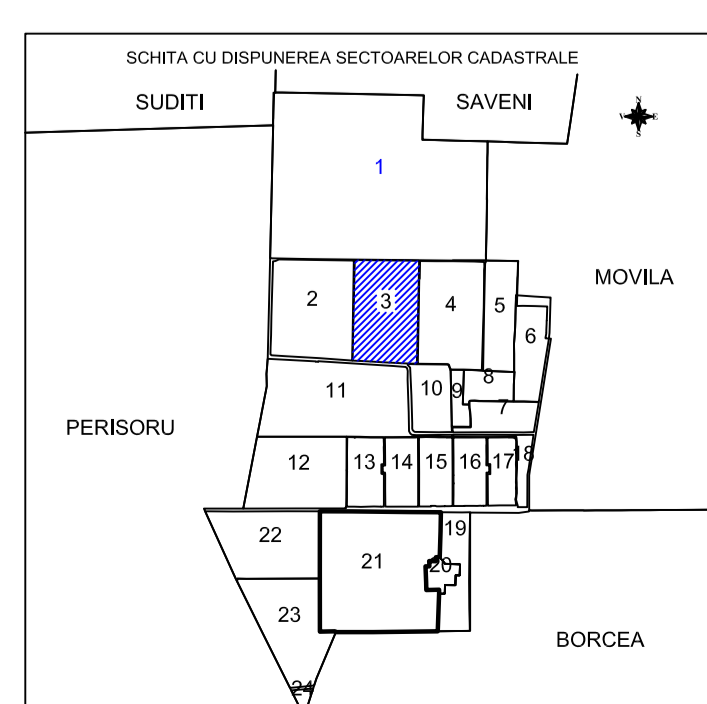 SCHITA CU DISPUNEREA SECTOARELOR CADASTRALE
SUDITI SAVENI
N
V E
S
1
MOVILA
2 3 4 5
6
8
11 10 9
7
PERISORU
12 13 14 15 16 17 18
22 19
21 20
23
BORCEA
24